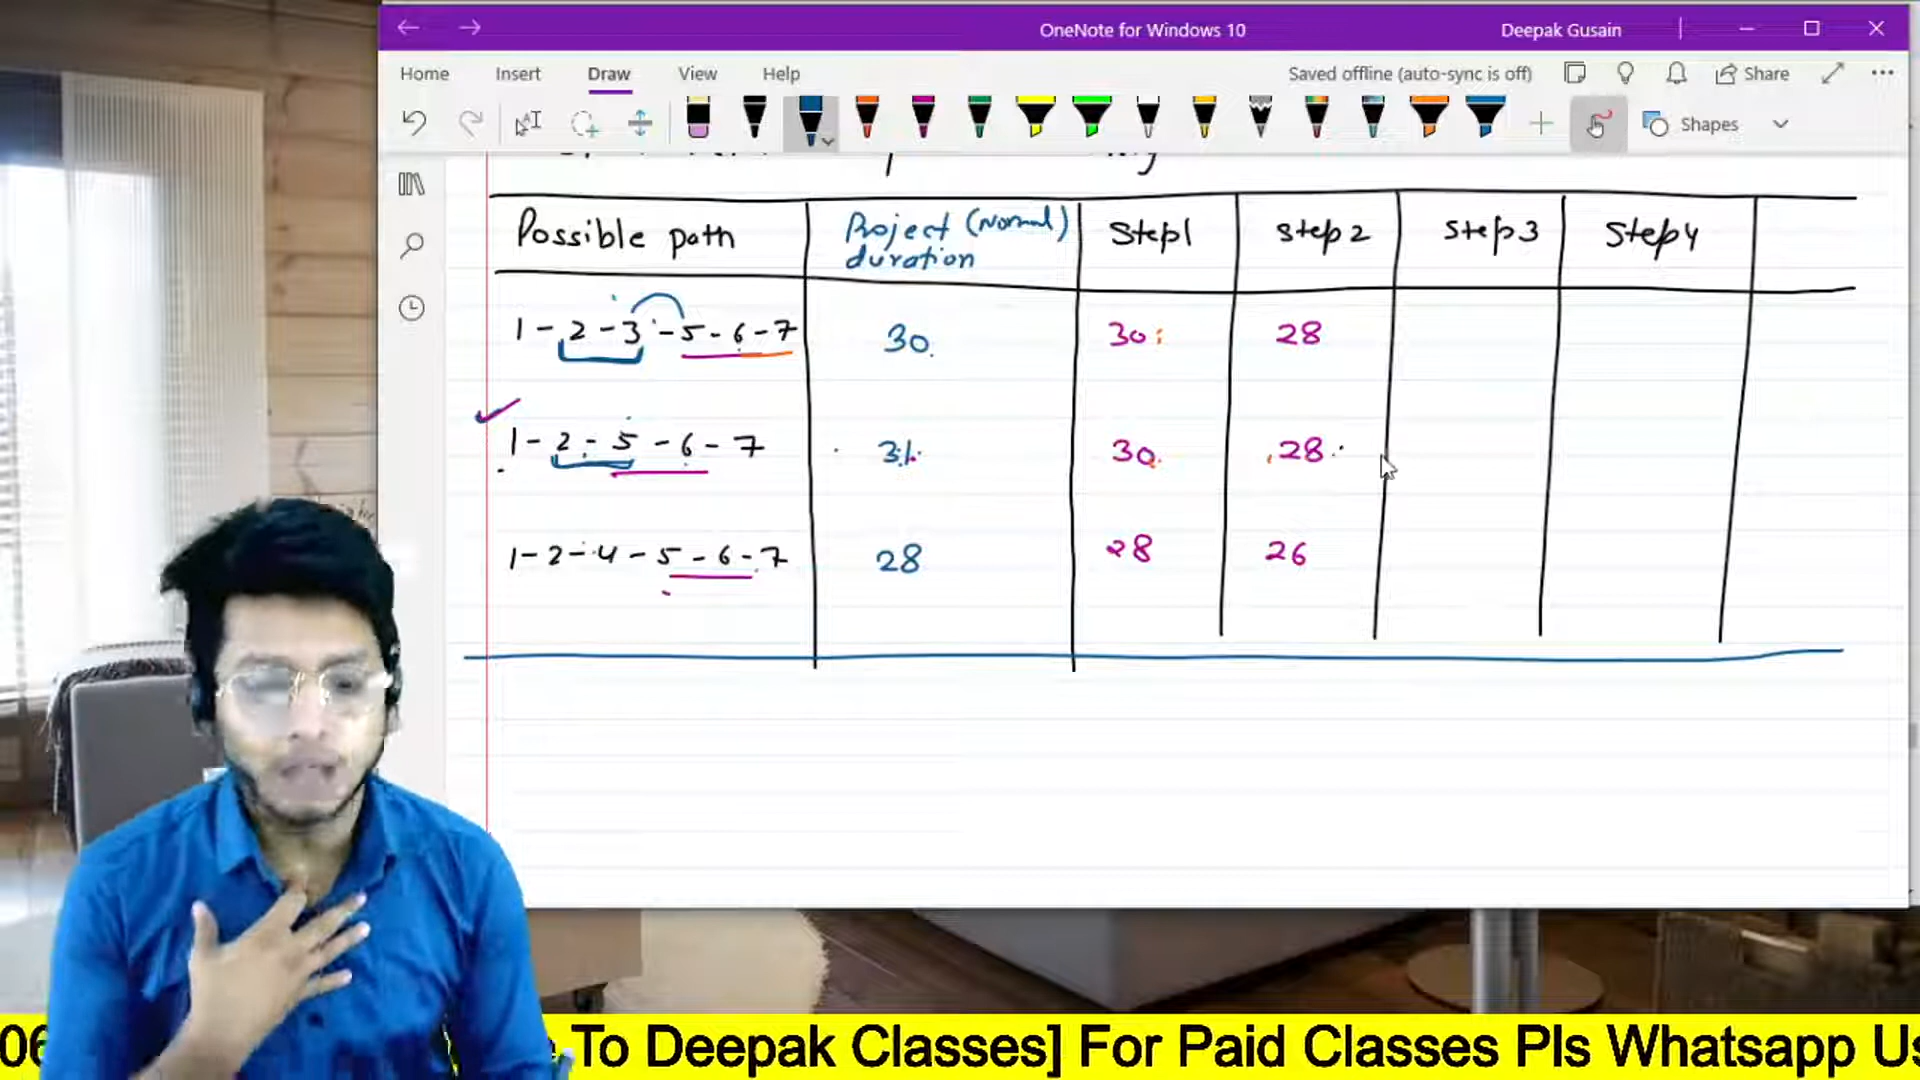 OneNote for Windows 10
Deepak Gusain
Home Insert Draw View Help
Saved offline (auto-sync is off)
Share
Shapes
Possible path
Project (Normal) duration
Step1
Step 2
Step3
Step4
1 - 2 - 3 - 5 - 6 - 7 30 30 28
1 - 2 - 5 - 6 - 7 31 30 28
1 - 2 - 4 - 5 - 6 - 7 28 28 26
To Deepak Classes] For Paid Classes Pls Whatsapp